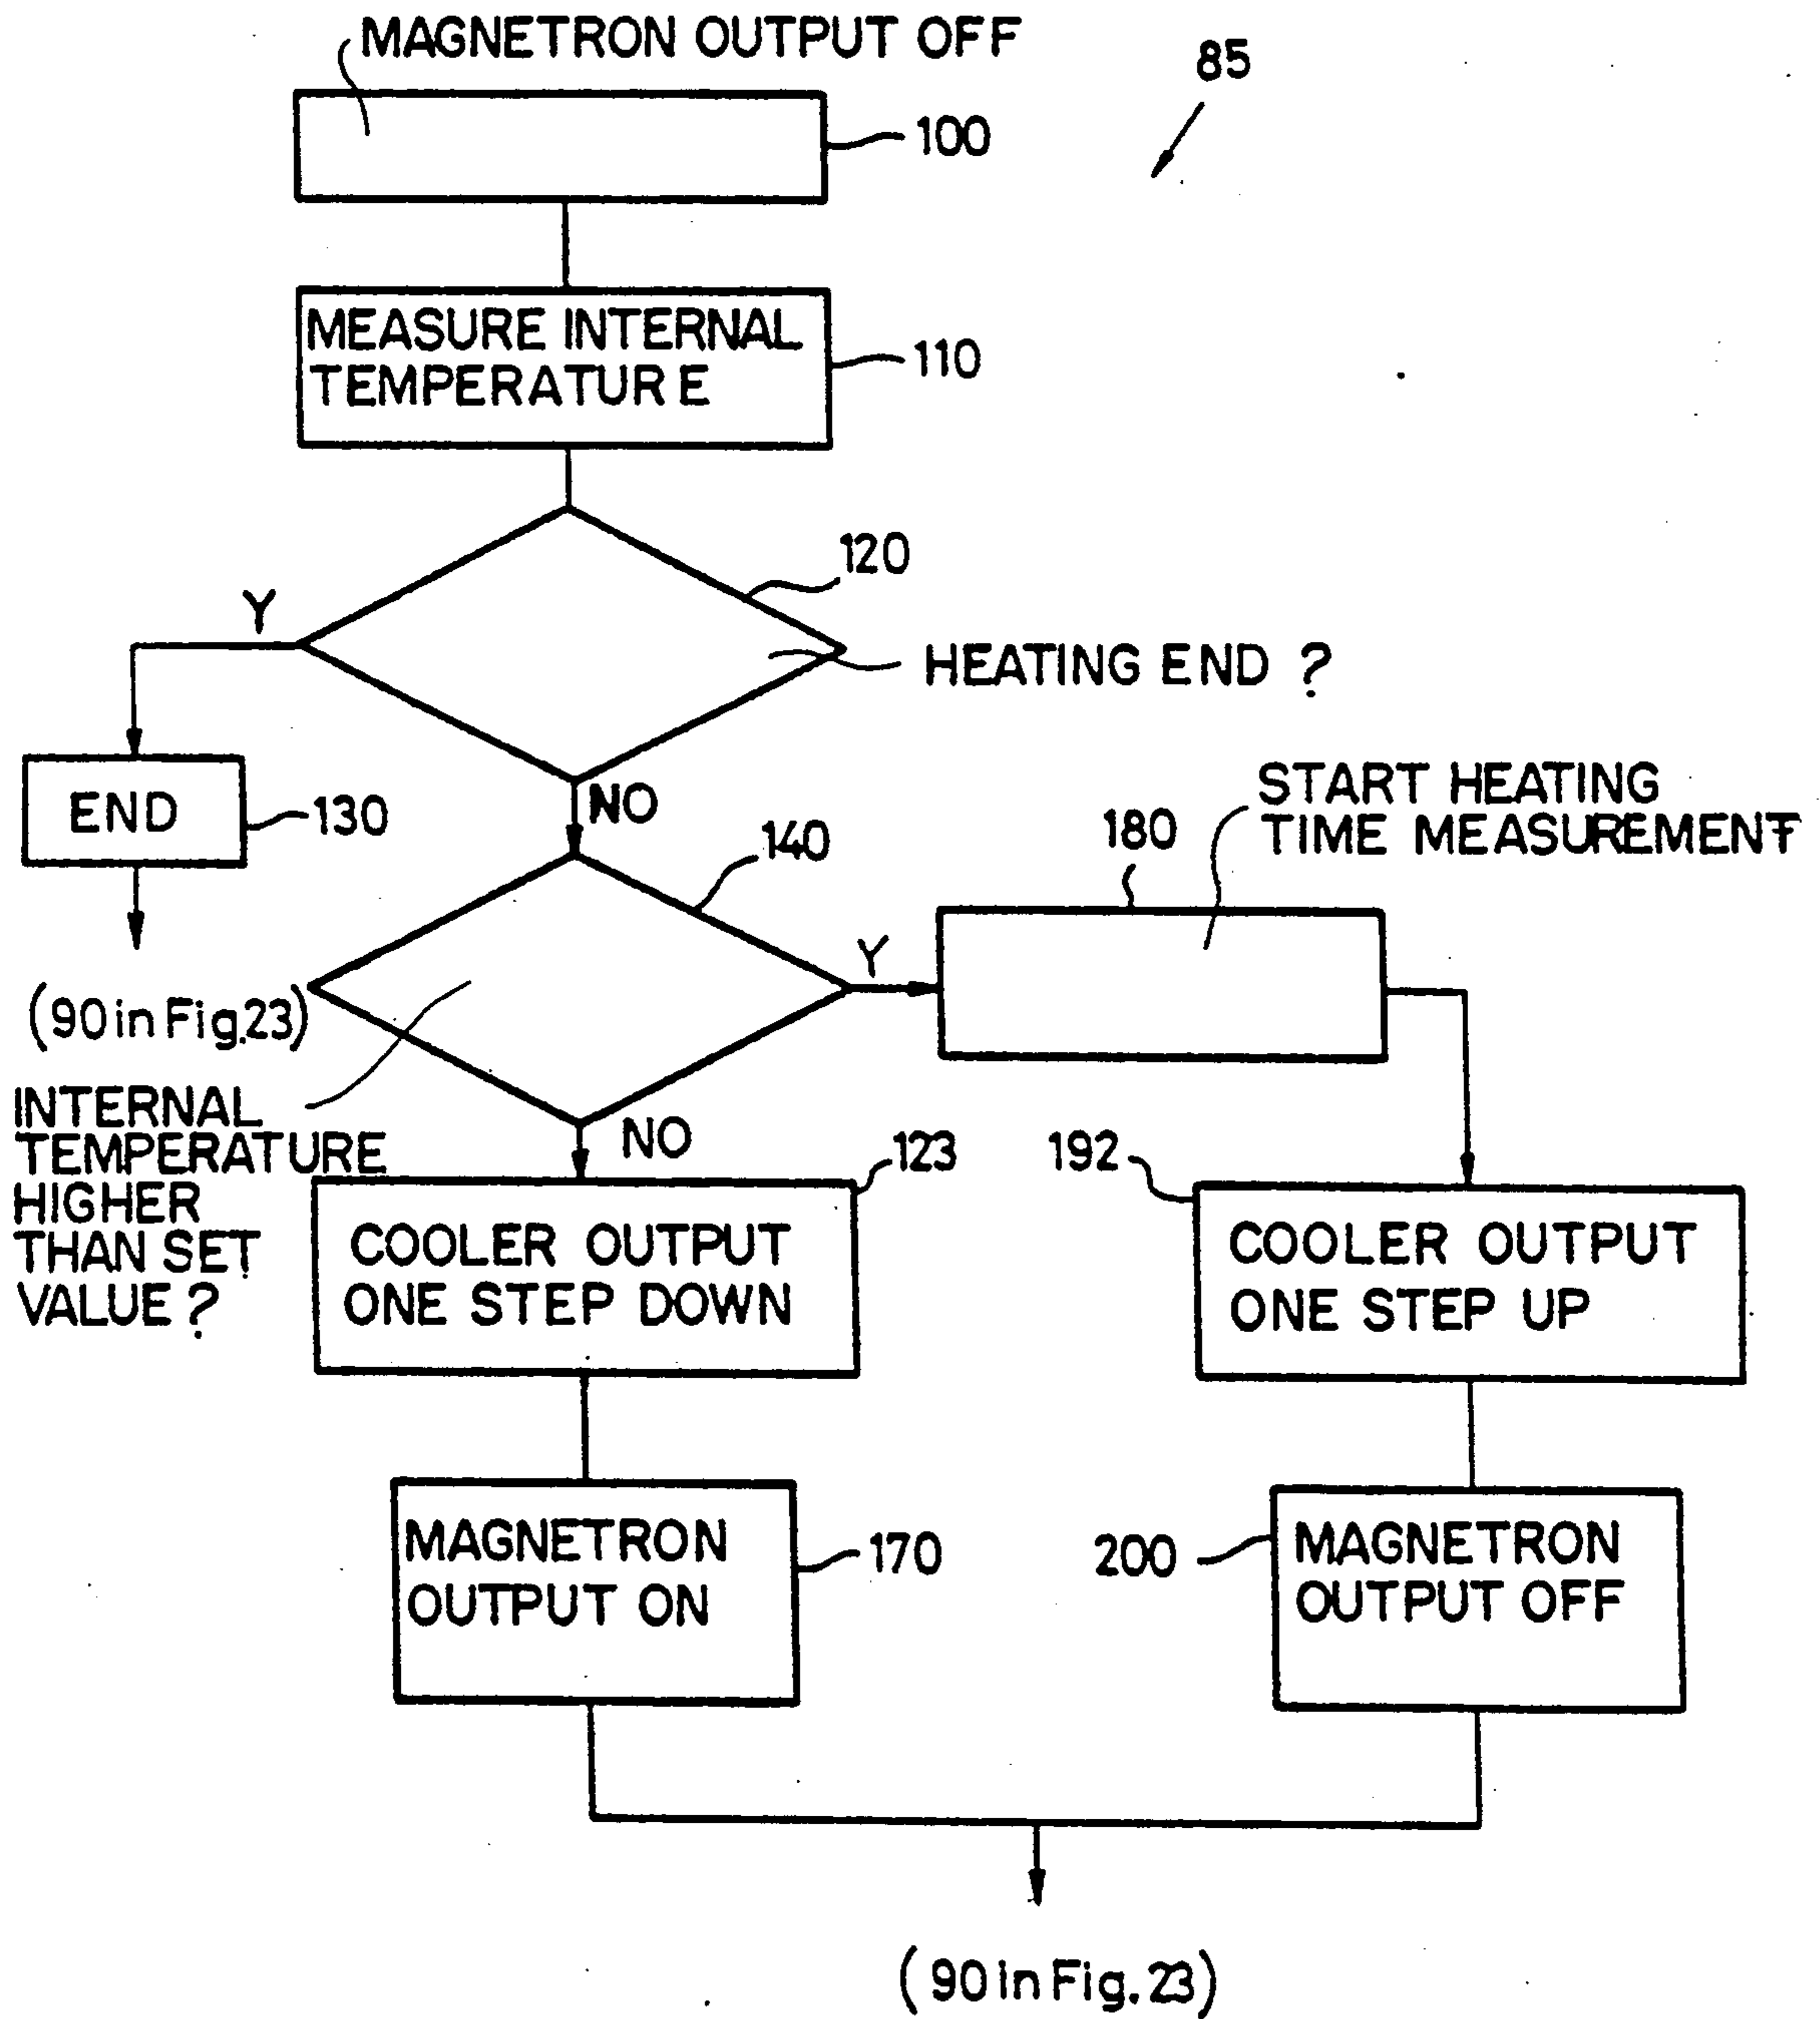 MAGNETRON OUTPUT OFF
85
100
MEASURE INTERNAL
TEMPERATURE
110
120
Y
HEATING END ?
END
130
NO
140
START HEATING
TIME MEASUREMENT
180
Y
(90 in Fig. 23)
INTERNAL
TEMPERATURE
HIGHER
THAN SET
VALUE ?
NO
123
COOLER OUTPUT
ONE STEP DOWN
192
COOLER OUTPUT
ONE STEP UP
MAGNETRON
OUTPUT ON
170
200
MAGNETRON
OUTPUT OFF
(90 in Fig. 23)